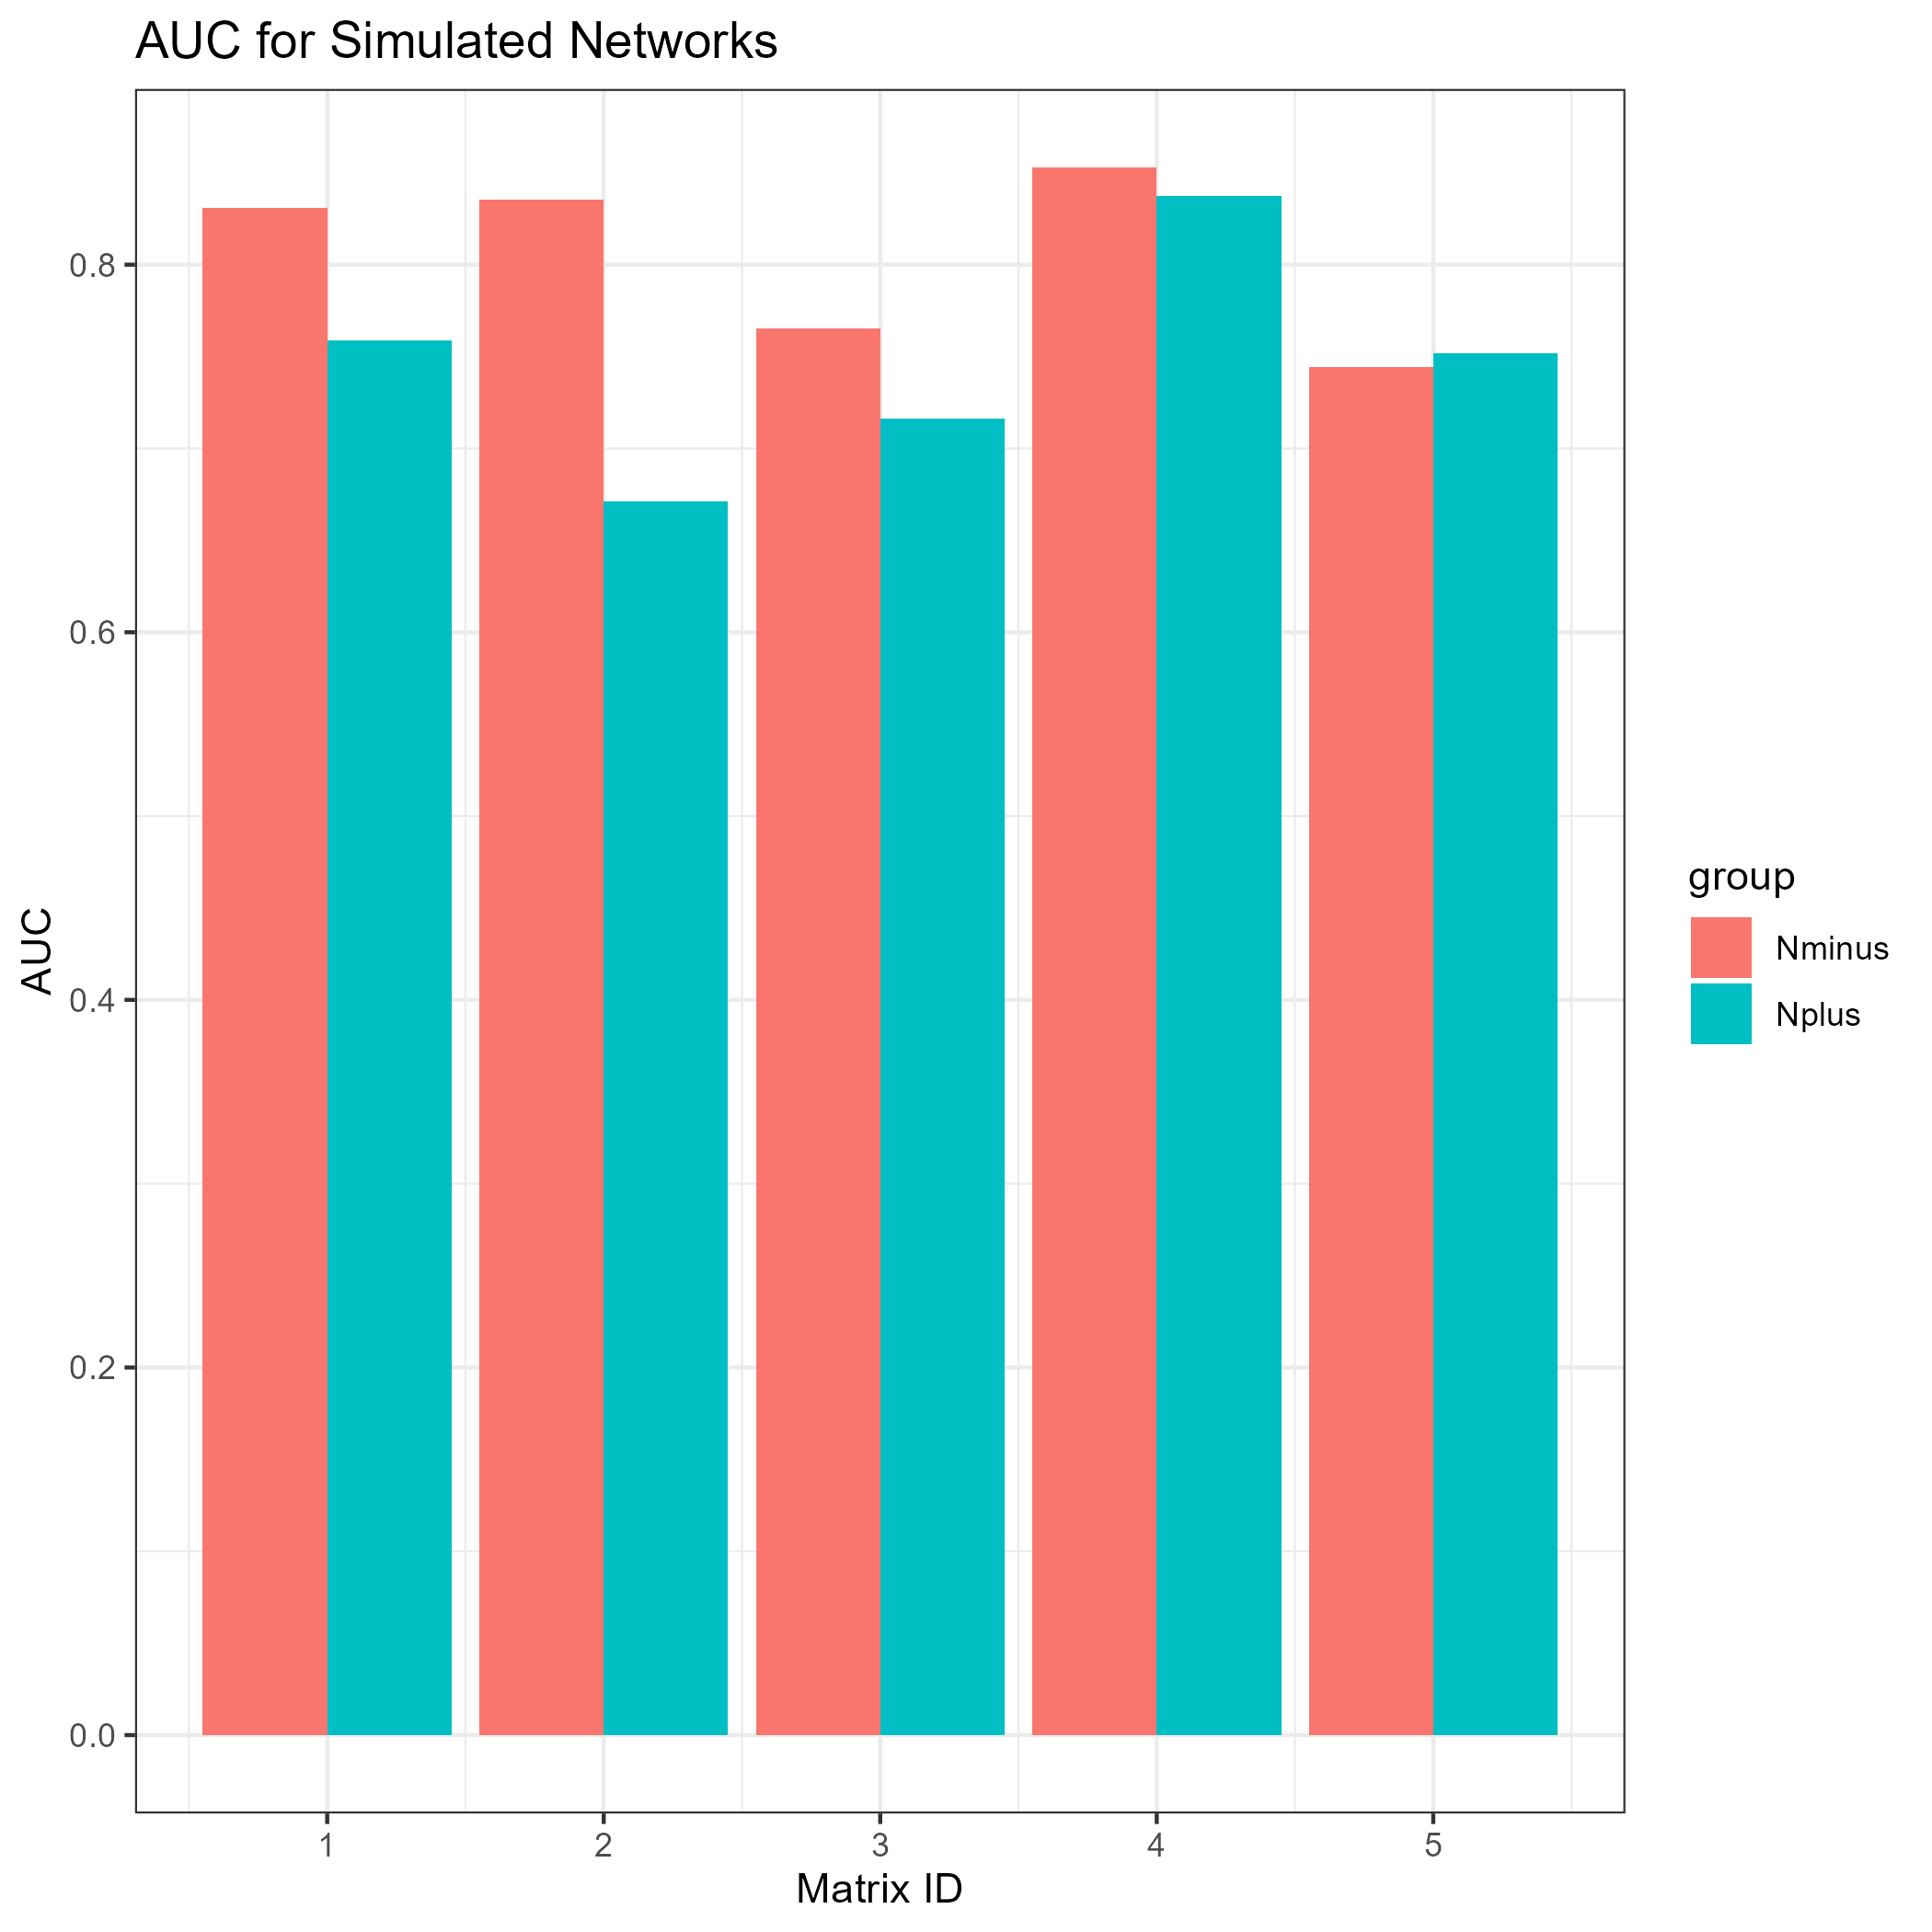 AUC for Simulated Networks
AUC
0.8
0.6
0.4
0.2
0.0
1 2 3 4 5
Matrix ID
group
Nminus
Nplus